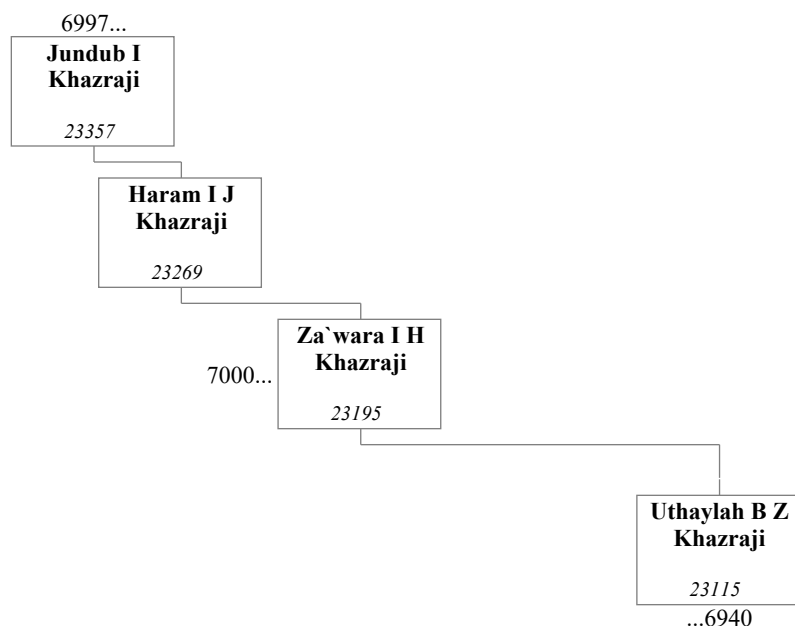 6997...
Jundub I
Khazraji
23357
Haram I J
Khazraji
23269
7000...
Za`wara I H
Khazraji
23195
Uthaylah B Z
Khazraji
23115
...6940